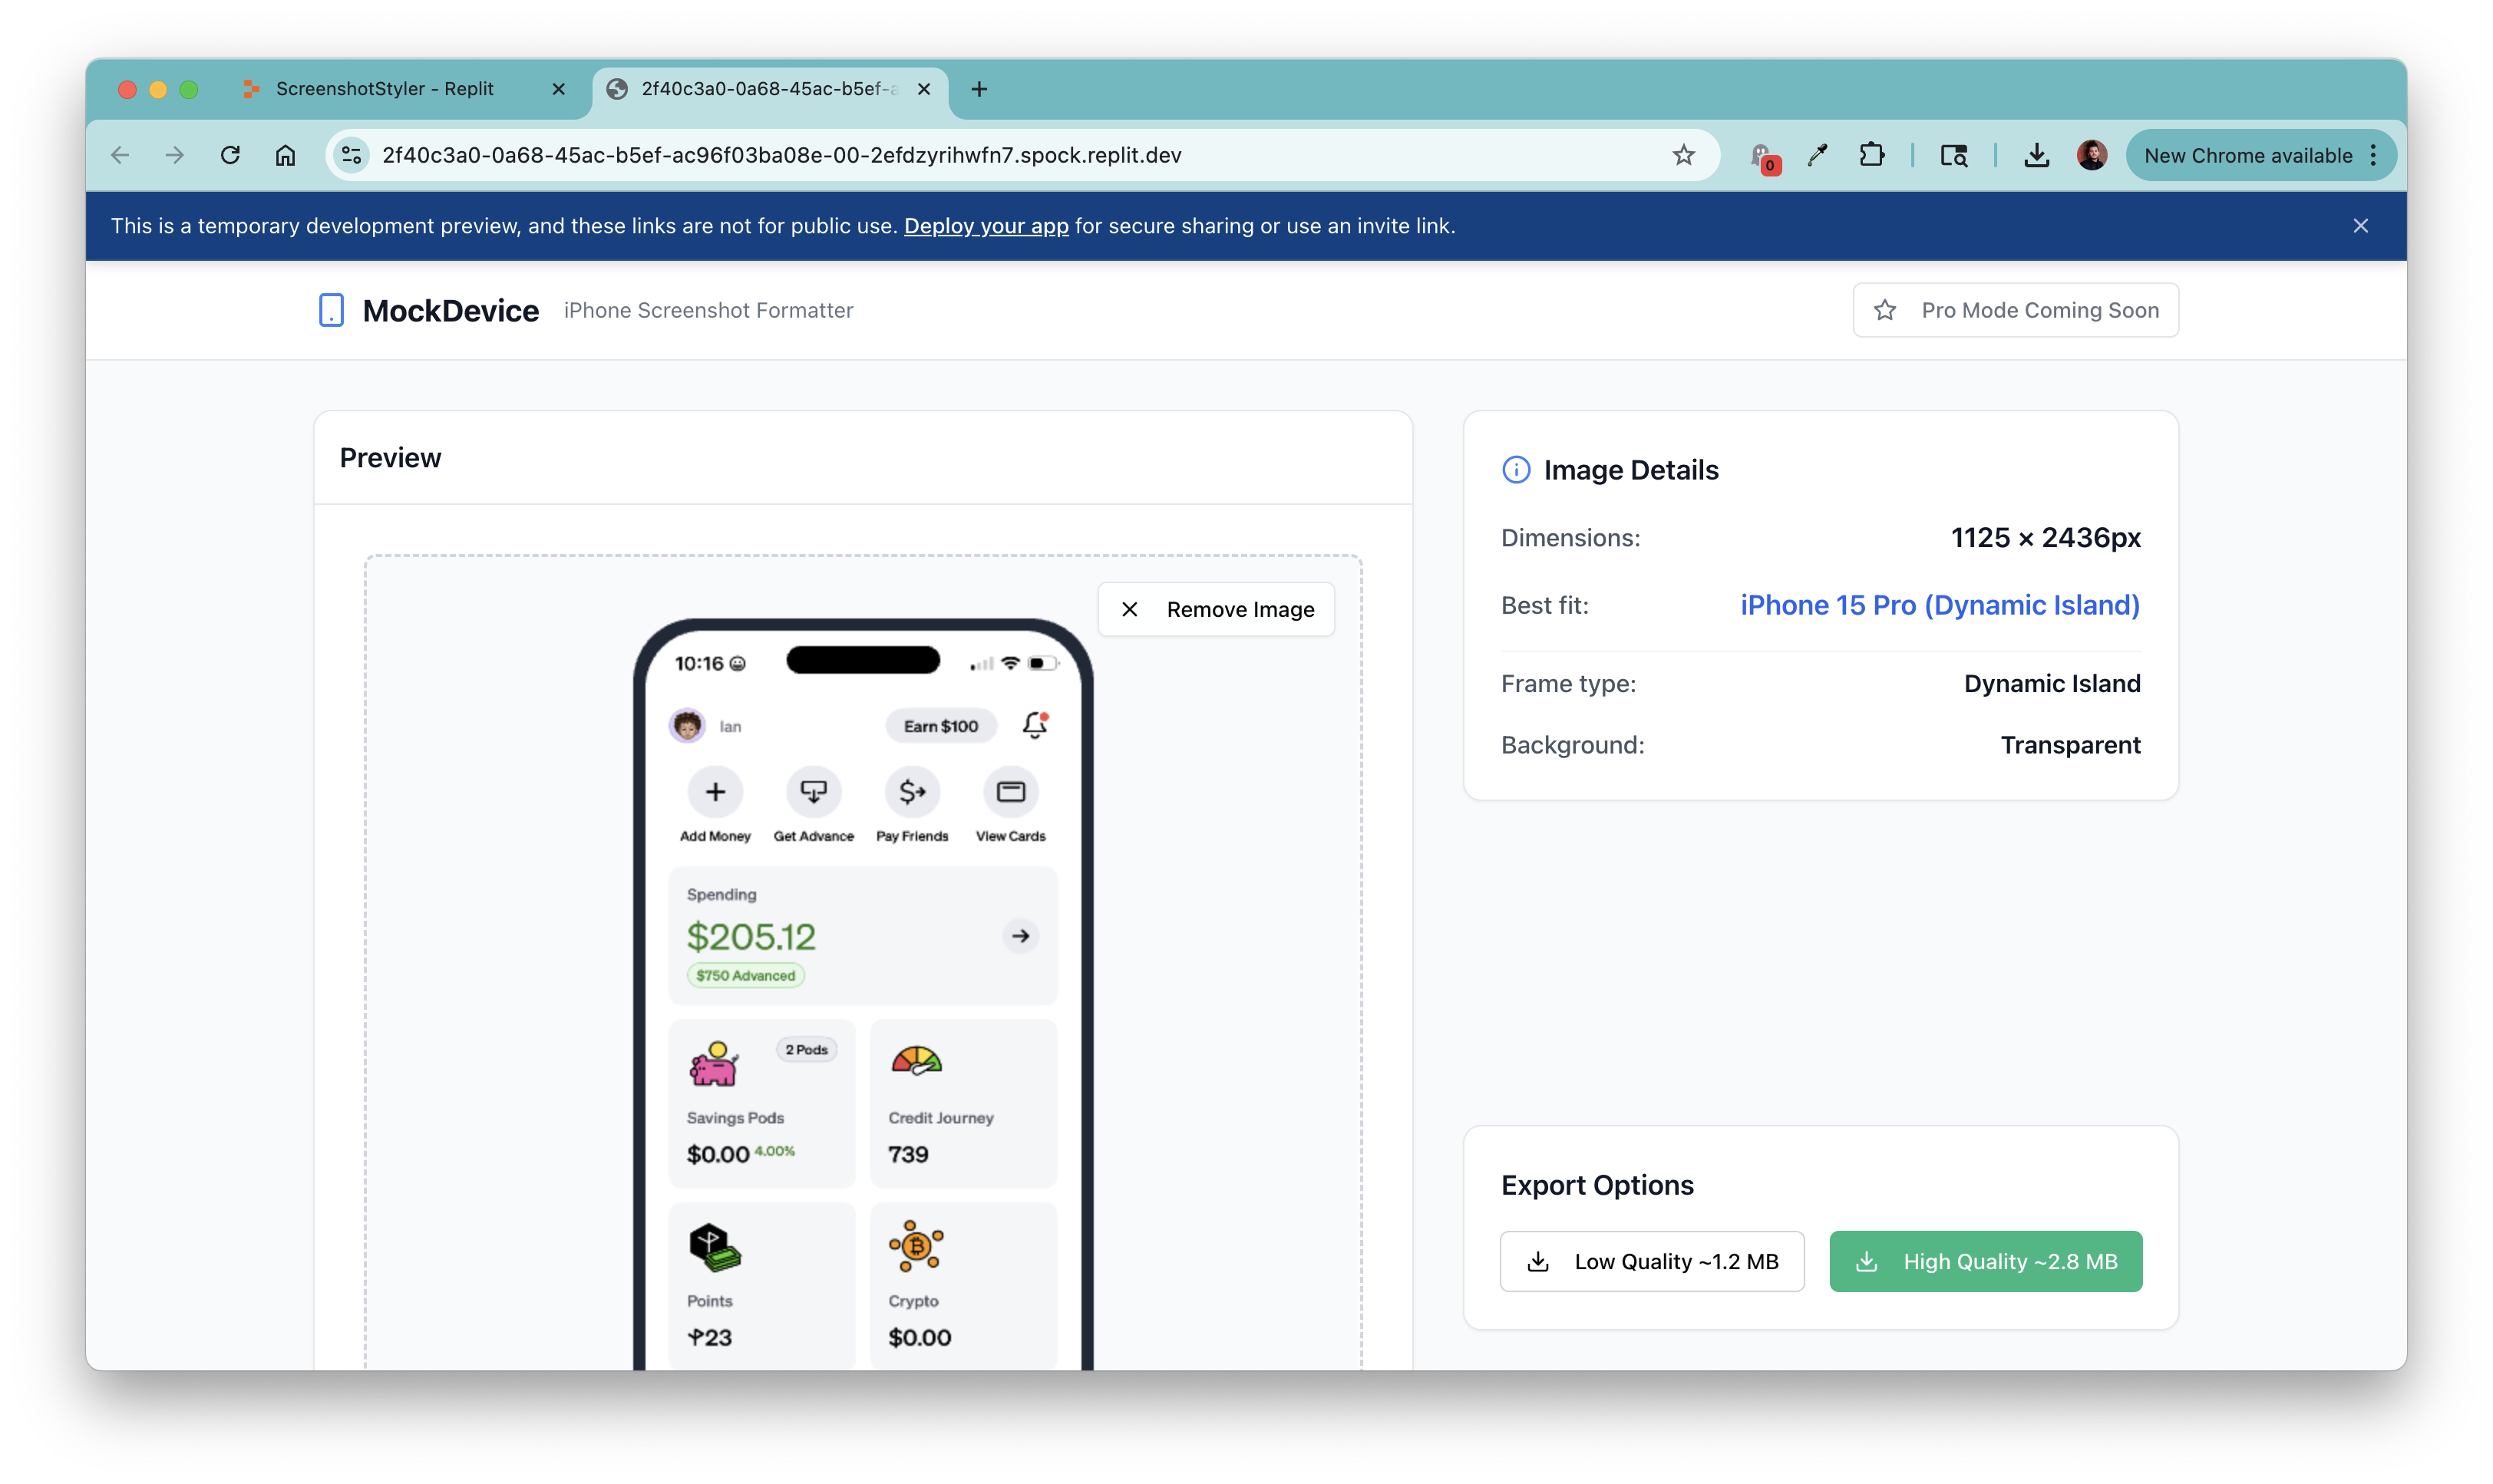 ScreenshotStyler - Replit
2f40c3a0-0a68-45ac-b5ef-a
2f40c3a0-0a68-45ac-b5ef-ac96f03ba08e-00-2efdzyrihwfn7.spock.replit.dev
0
New Chrome available
This is a temporary development preview, and these links are not for public use. Deploy your app for secure sharing or use an invite link.
MockDevice
iPhone Screenshot Formatter
Pro Mode Coming Soon
Preview
Remove Image
10:16
Ian
Earn $100
Add Money
Get Advance
Pay Friends
View Cards
Spending
$205.12
$750 Advanced
2 Pods
Savings Pods
$0.00 4.00%
Credit Journey
739
Points
23
Crypto
$0.00
Image Details
Dimensions:
1125 × 2436px
Best fit:
iPhone 15 Pro (Dynamic Island)
Frame type:
Dynamic Island
Background:
Transparent
Export Options
Low Quality ~1.2 MB
High Quality ~2.8 MB